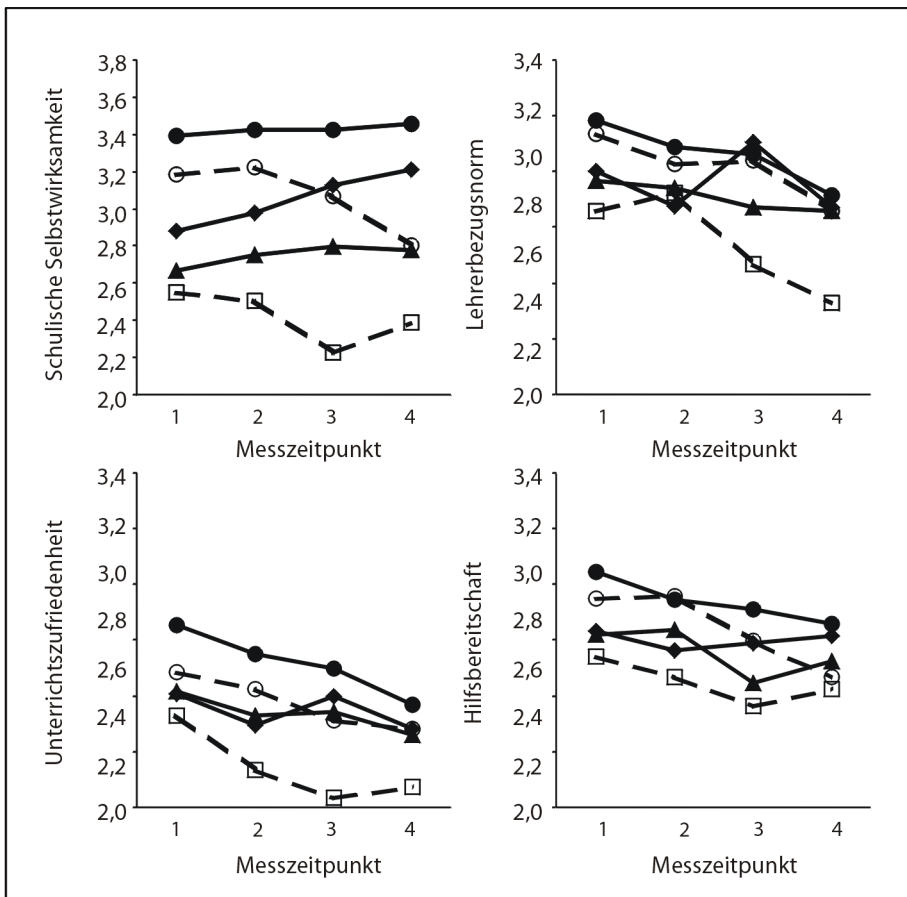 Schulische Selbstwirksamkeit
3,8
3,6
3,4
3,2
3,0
2,8
2,6
2,4
2,2
2,0
1 2 3 4
Messzeitpunkt
Lehrerbezugsnorm
3,4
3,2
3,0
2,8
2,6
2,4
2,2
2,0
1 2 3 4
Messzeitpunkt
Unterrichtszufriedenheit
3,4
3,2
3,0
2,8
2,6
2,4
2,2
2,0
1 2 3 4
Messzeitpunkt
Hilfsbereitschaft
3,4
3,2
3,0
2,8
2,6
2,4
2,2
2,0
1 2 3 4
Messzeitpunkt